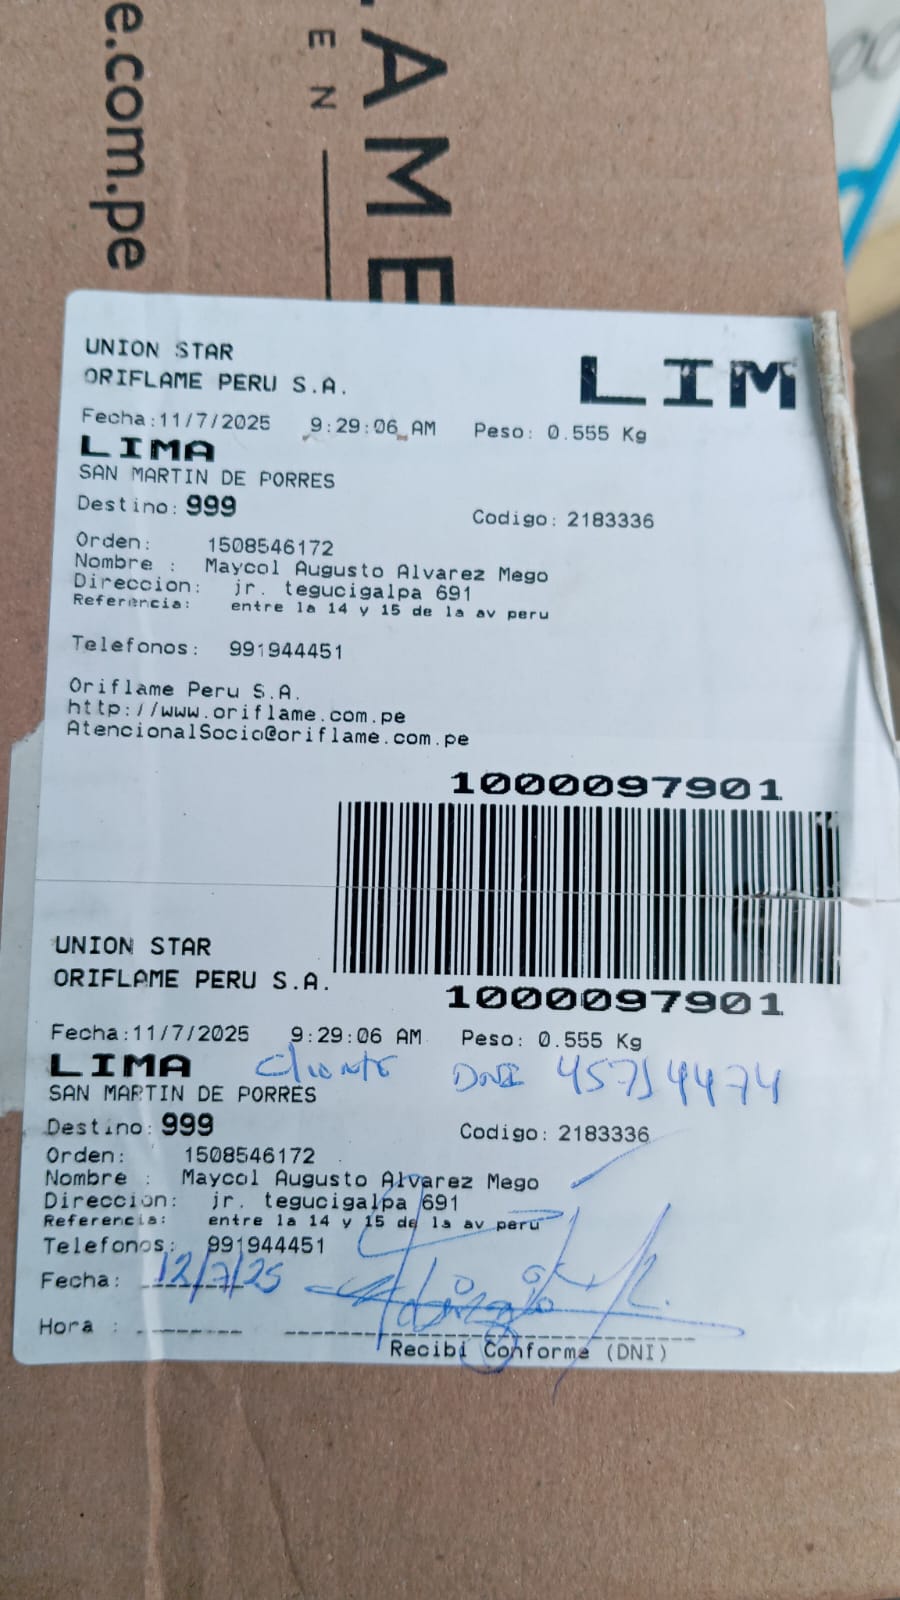 e.com.pe
AME
EN
UNION STAR
ORIFLAME PERU S.A.
LIM
Fecha:11/7/2025 9:29:06 AM Peso: 0.555 Kg
LIMA
SAN MARTIN DE PORRES
Destino: 999 Codigo: 2183336
Orden: 1508546172
Nombre : Maycol Augusto Alvarez Mego
Direccion: jr. tegucigalpa 691
Referencia: entre la 14 y 15 de la av peru
Telefonos: 991944451
Oriflame Peru S.A.
http://www.oriflame.com.pe
AtencionalSocio@oriflame.com.pe
1000097901
UNION STAR
ORIFLAME PERU S.A.
1000097901
Fecha:11/7/2025 9:29:06 AM Peso: 0.555 Kg
LIMA Cliente DNI 45714474
SAN MARTIN DE PORRES
Destino: 999 Codigo: 2183336
Orden: 1508546172
Nombre : Maycol Augusto Alvarez Mego
Direccion: jr. tegucigalpa 691
Referencia: entre la 14 y 15 de la av peru
Telefonos: 991944451
Fecha: 12/7/25
Hora :
Recibi Conforme (DNI)